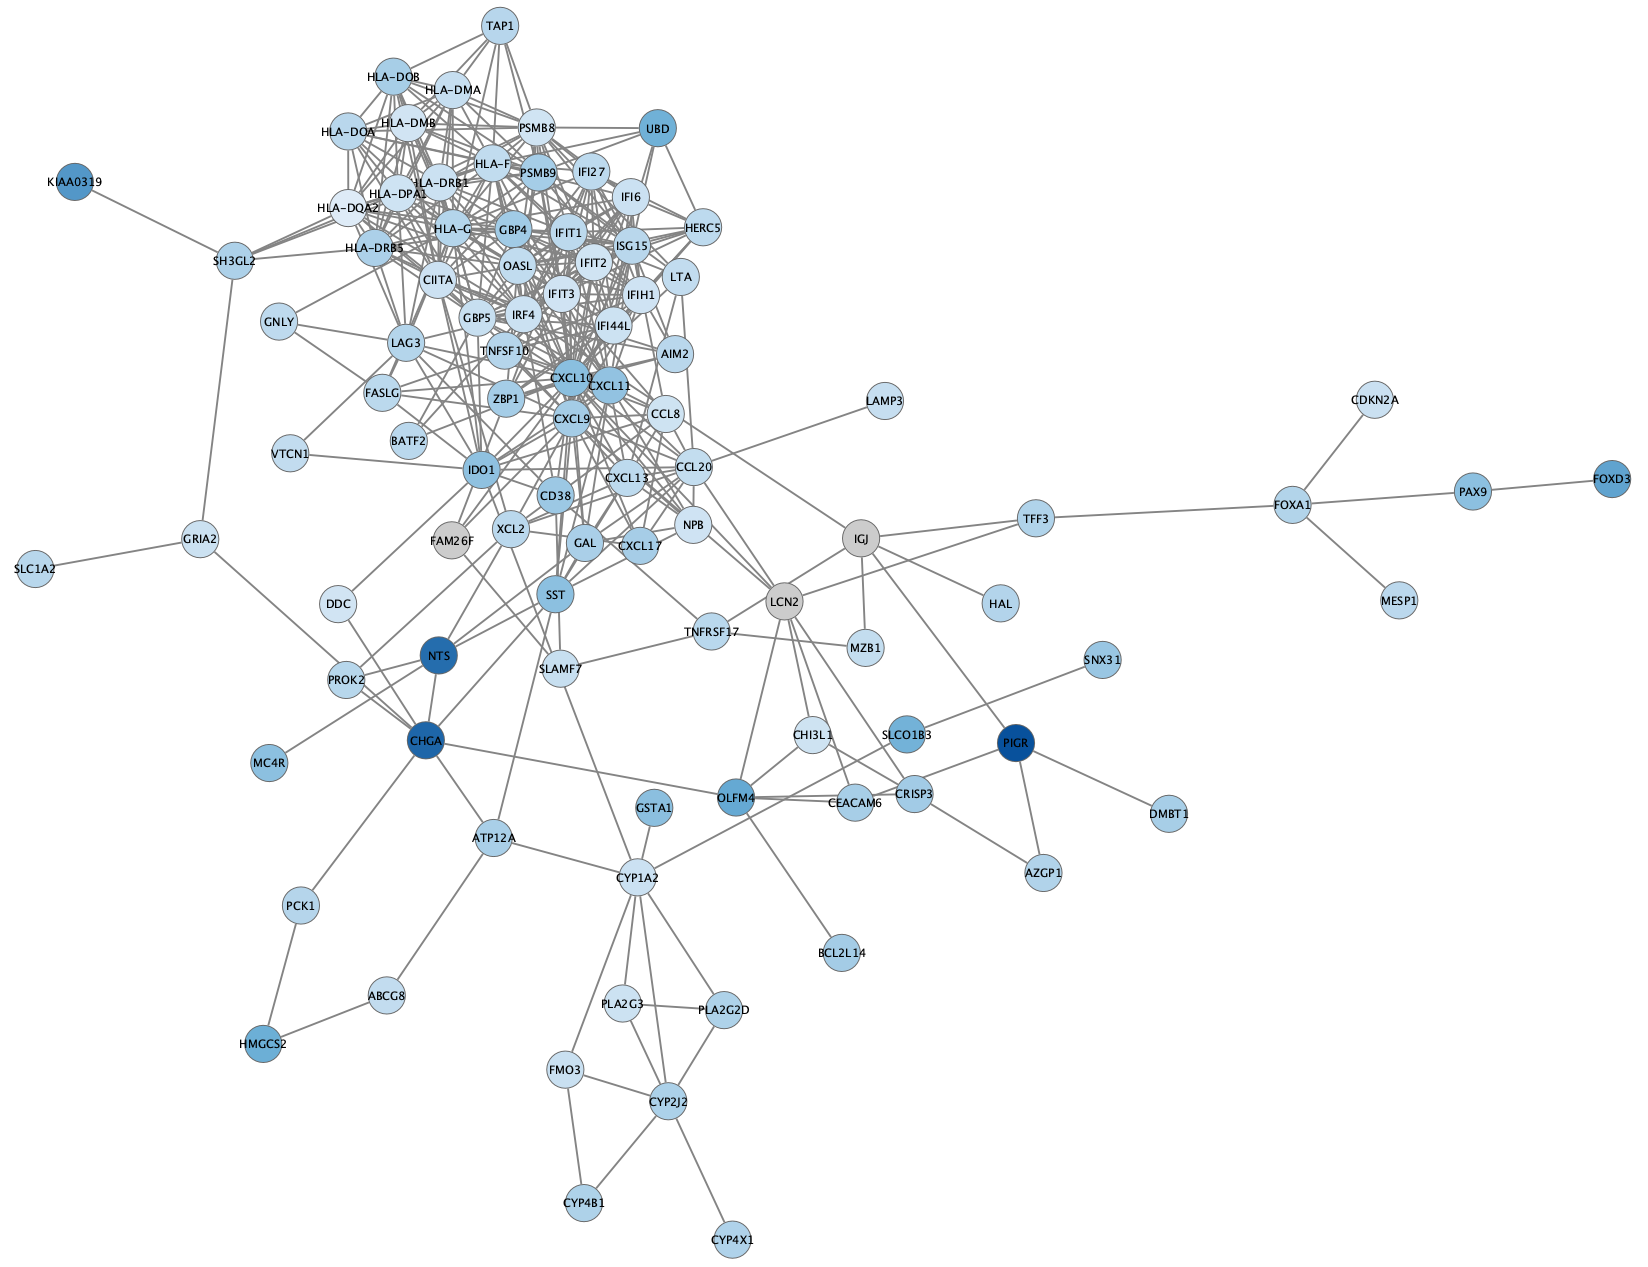 TAP1
HLA-DOB
HLA-DMA
HLA-DMB
HLA-DOA
PSMB8
UBD
HLA-F
PSMB9
IFI27
KIAA0319
HLA-DRB1
HLA-DPA1
IFI6
HLA-DQA2
HLA-G
GBP4
IFIT1
HERC5
HLA-DRB5
ISG15
SH3GL2
OASL
IFIT2
CIITA
LTA
IFIT3
IFIH1
GNLY
GBP5
IRF4
IFI44L
LAG3
TNFSF10
AIM2
CXCL10
CXCL11
FASLG
ZBP1
LAMP3
CDKN2A
CCL8
CXCL9
BATF2
VTCN1
IDO1
CCL20
CXCL13
FOXD3
PAX9
CD38
FOXA1
TFF3
NPB
XCL2
GRIA2
FAM26F
GAL
CXCL17
IGJ
SLC1A2
SST
DDC
LCN2
HAL
MESP1
TNFRSF17
MZB1
NTS
SNX31
SLAMF7
PROK2
CHI3L1
SLCO1B3
CHGA
PIGR
MC4R
OLFM4
CRISP3
CEACAM6
GSTA1
DMBT1
ATP12A
AZGP1
CYP1A2
PCK1
BCL2L14
ABCG8
PLA2G3
PLA2G2D
HMGCS2
FMO3
CYP2J2
CYP4B1
CYP4X1